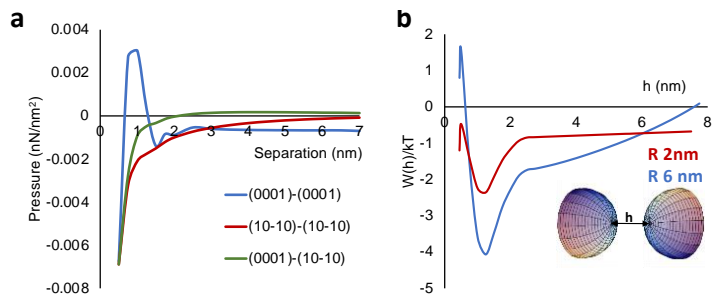 a
Pressure (nN/nm²)
0.004
0.002
0
-0.002
-0.004
-0.006
-0.008
0 1 2 3 4 5 6 7
Separation (nm)
(0001)-(0001)
(10-10)-(10-10)
(0001)-(10-10)
b
W(h)/kT
2
1
0
-1
-2
-3
-4
-5
h (nm)
0 2 4 6 8
R 2nm
R 6 nm
h